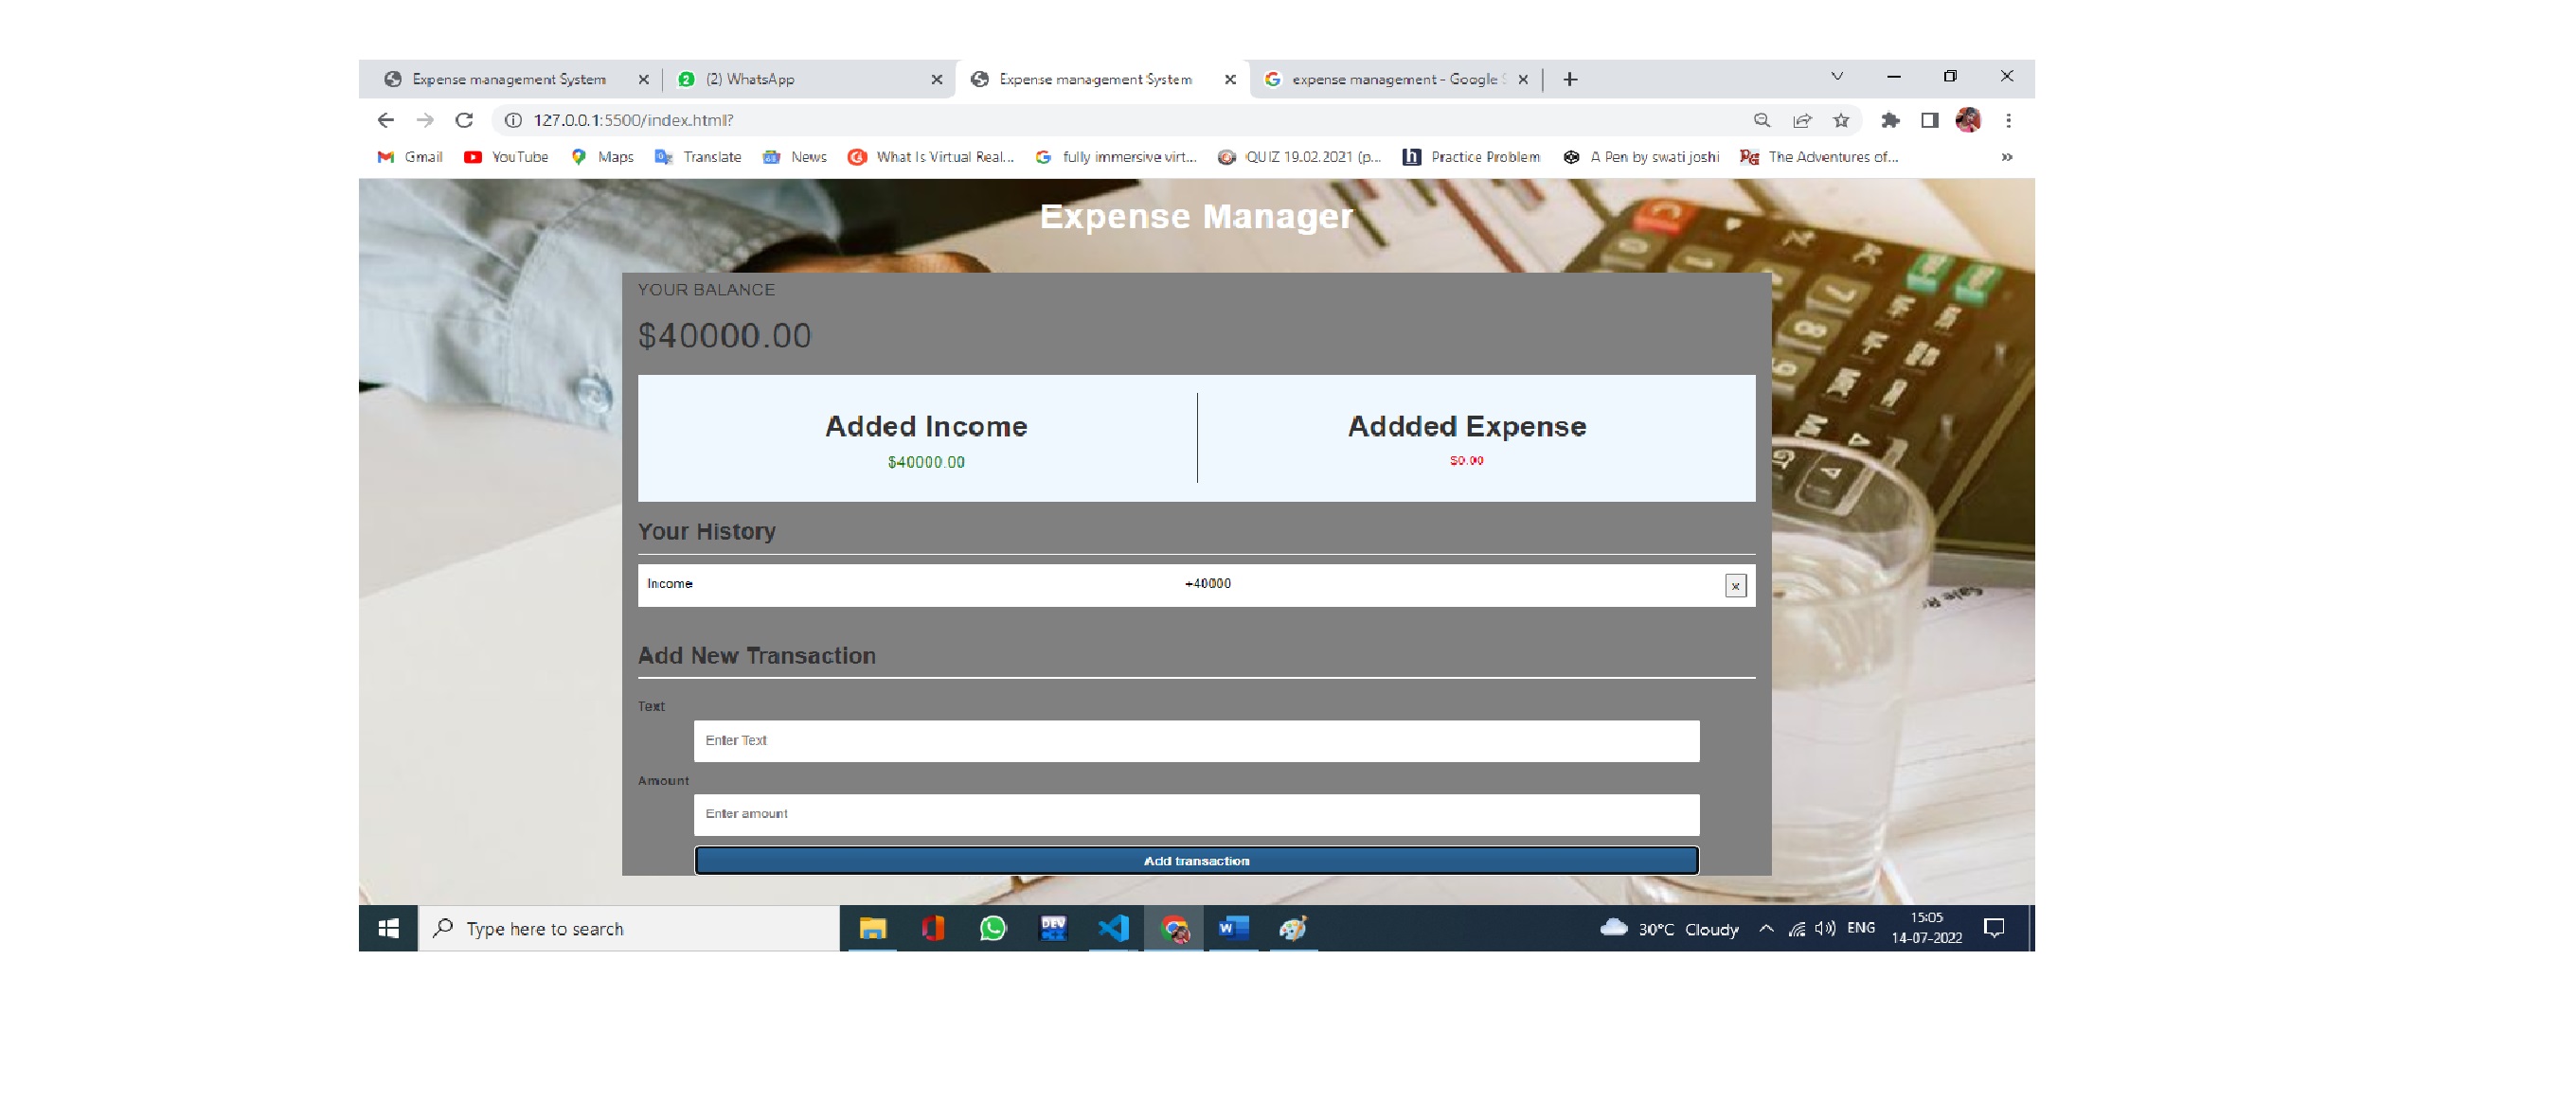 Expense management System
(2) WhatsApp
Expense management System
expense management - Google
127.0.0.1:5500/index.html?
Gmail YouTube Maps Translate News What Is Virtual Real... fully immersive virt... QUIZ 19.02.2021 (p... Practice Problem A Pen by swati joshi The Adventures of...
Expense Manager
YOUR BALANCE
$40000.00
Added Income
$40000.00
Addded Expense
$0.00
Your History
Income +40000 x
Add New Transaction
Text
Enter Text
Amount
Enter amount
Add transaction
Type here to search
DEV
W
30°C Cloudy
ENG
15:05
14-07-2022